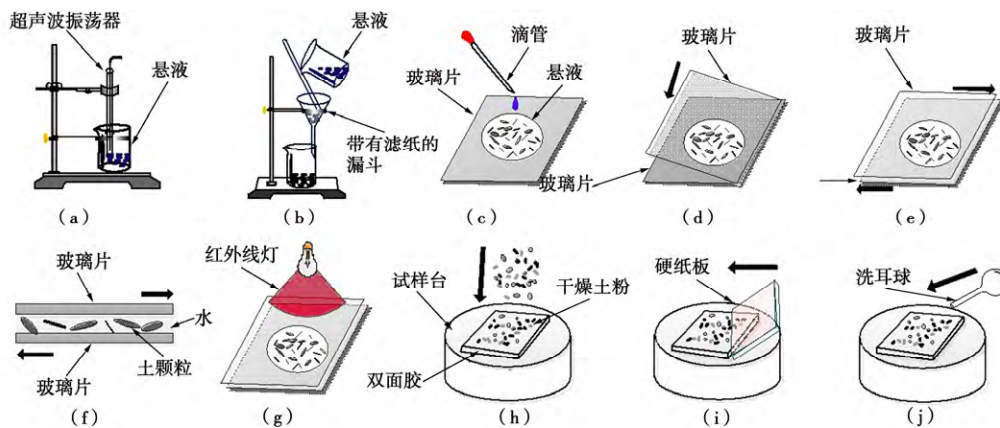 超声波振荡器
悬液
(a)
悬液
带有滤纸的
漏斗
(b)
滴管
玻璃片
悬液
(c)
玻璃片
玻璃片
(d)
玻璃片
(e)
玻璃片
水
土颗粒
玻璃片
(f)
红外线灯
(g)
试样台
干燥土粉
双面胶
(h)
硬纸板
(i)
洗耳球
(j)